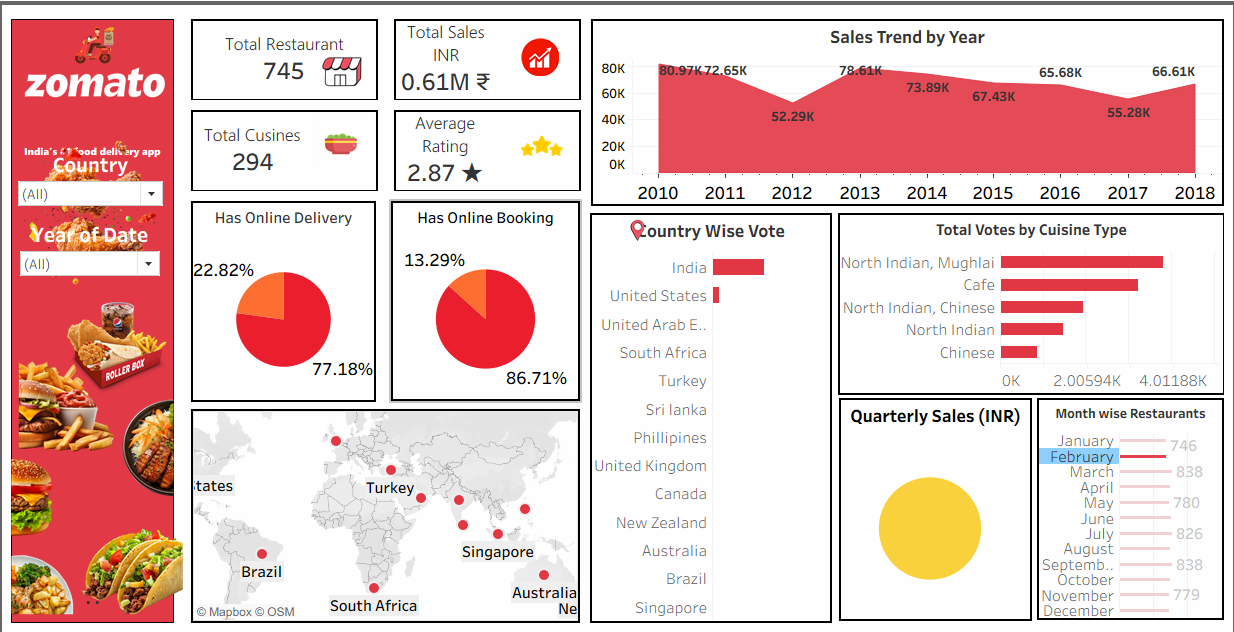 zomato
India's #1 food delivery app
Country
(All)
Year of Date
(All)
ROLLER BOX
Total Restaurant
745
Total Sales
INR
0.61M ₹
Total Cusines
294
Average
Rating
2.87 ★
Has Online Delivery
22.82%
77.18%
Has Online Booking
13.29%
86.71%
Sales Trend by Year
80K
60K
40K
20K
0K
80.97K 72.65K 52.29K 78.61K 73.89K 67.43K 65.68K 55.28K 66.61K
2010 2011 2012 2013 2014 2015 2016 2017 2018
Country Wise Vote
India
United States
United Arab E..
South Africa
Turkey
Sri lanka
Phillipines
United Kingdom
Canada
New Zealand
Australia
Brazil
Singapore
Total Votes by Cuisine Type
North Indian, Mughlai
Cafe
North Indian, Chinese
North Indian
Chinese
0K 2.00594K 4.01188K
tates
Turkey
Singapore
Brazil
Australia
South Africa
Ne
© Mapbox © OSM
Quarterly Sales (INR)
Month wise Restaurants
January 746
February
March 838
April
May 780
June
July 826
August
Septemb.. 838
October
November 779
December